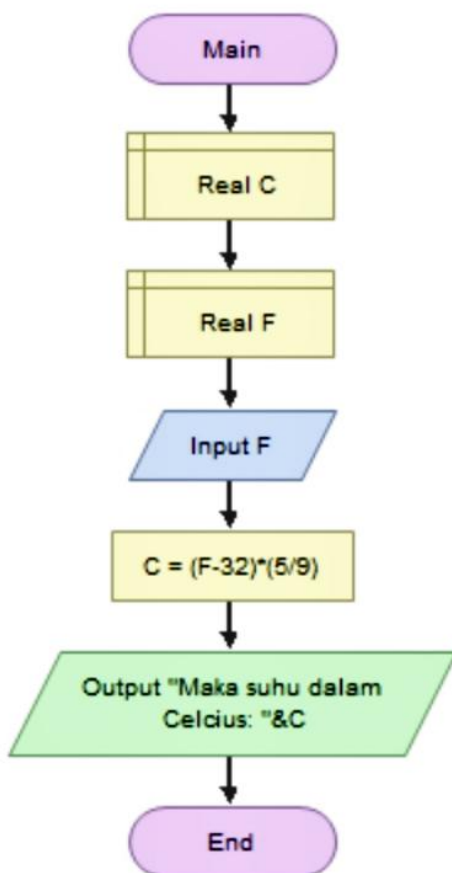 Main
Real C
Real F
Input F
C = (F-32)*(5/9)
Output "Maka suhu dalam
Celcius: "&C
End